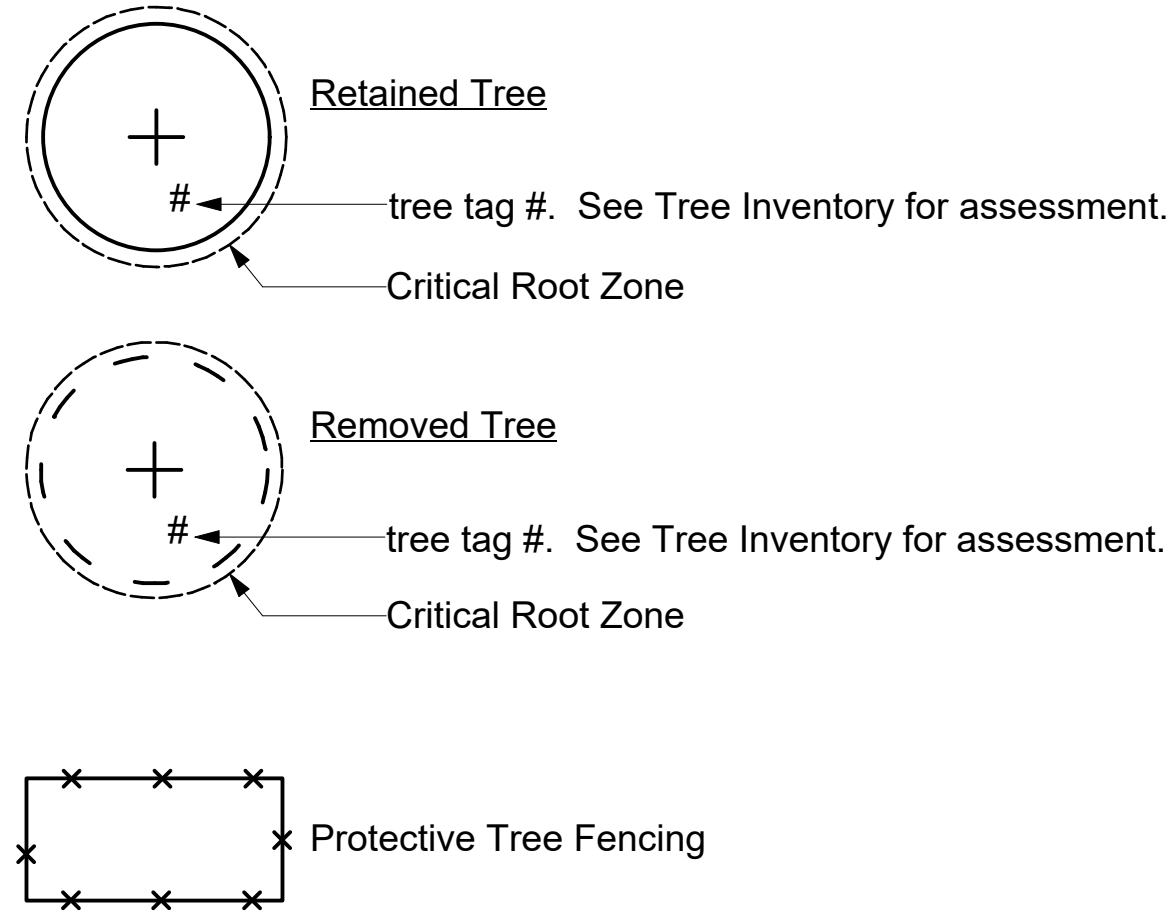 Retained Tree
#
tree tag #.  See Tree Inventory for assessment.
Critical Root Zone
Removed Tree
#
tree tag #.  See Tree Inventory for assessment.
Critical Root Zone
Protective Tree Fencing